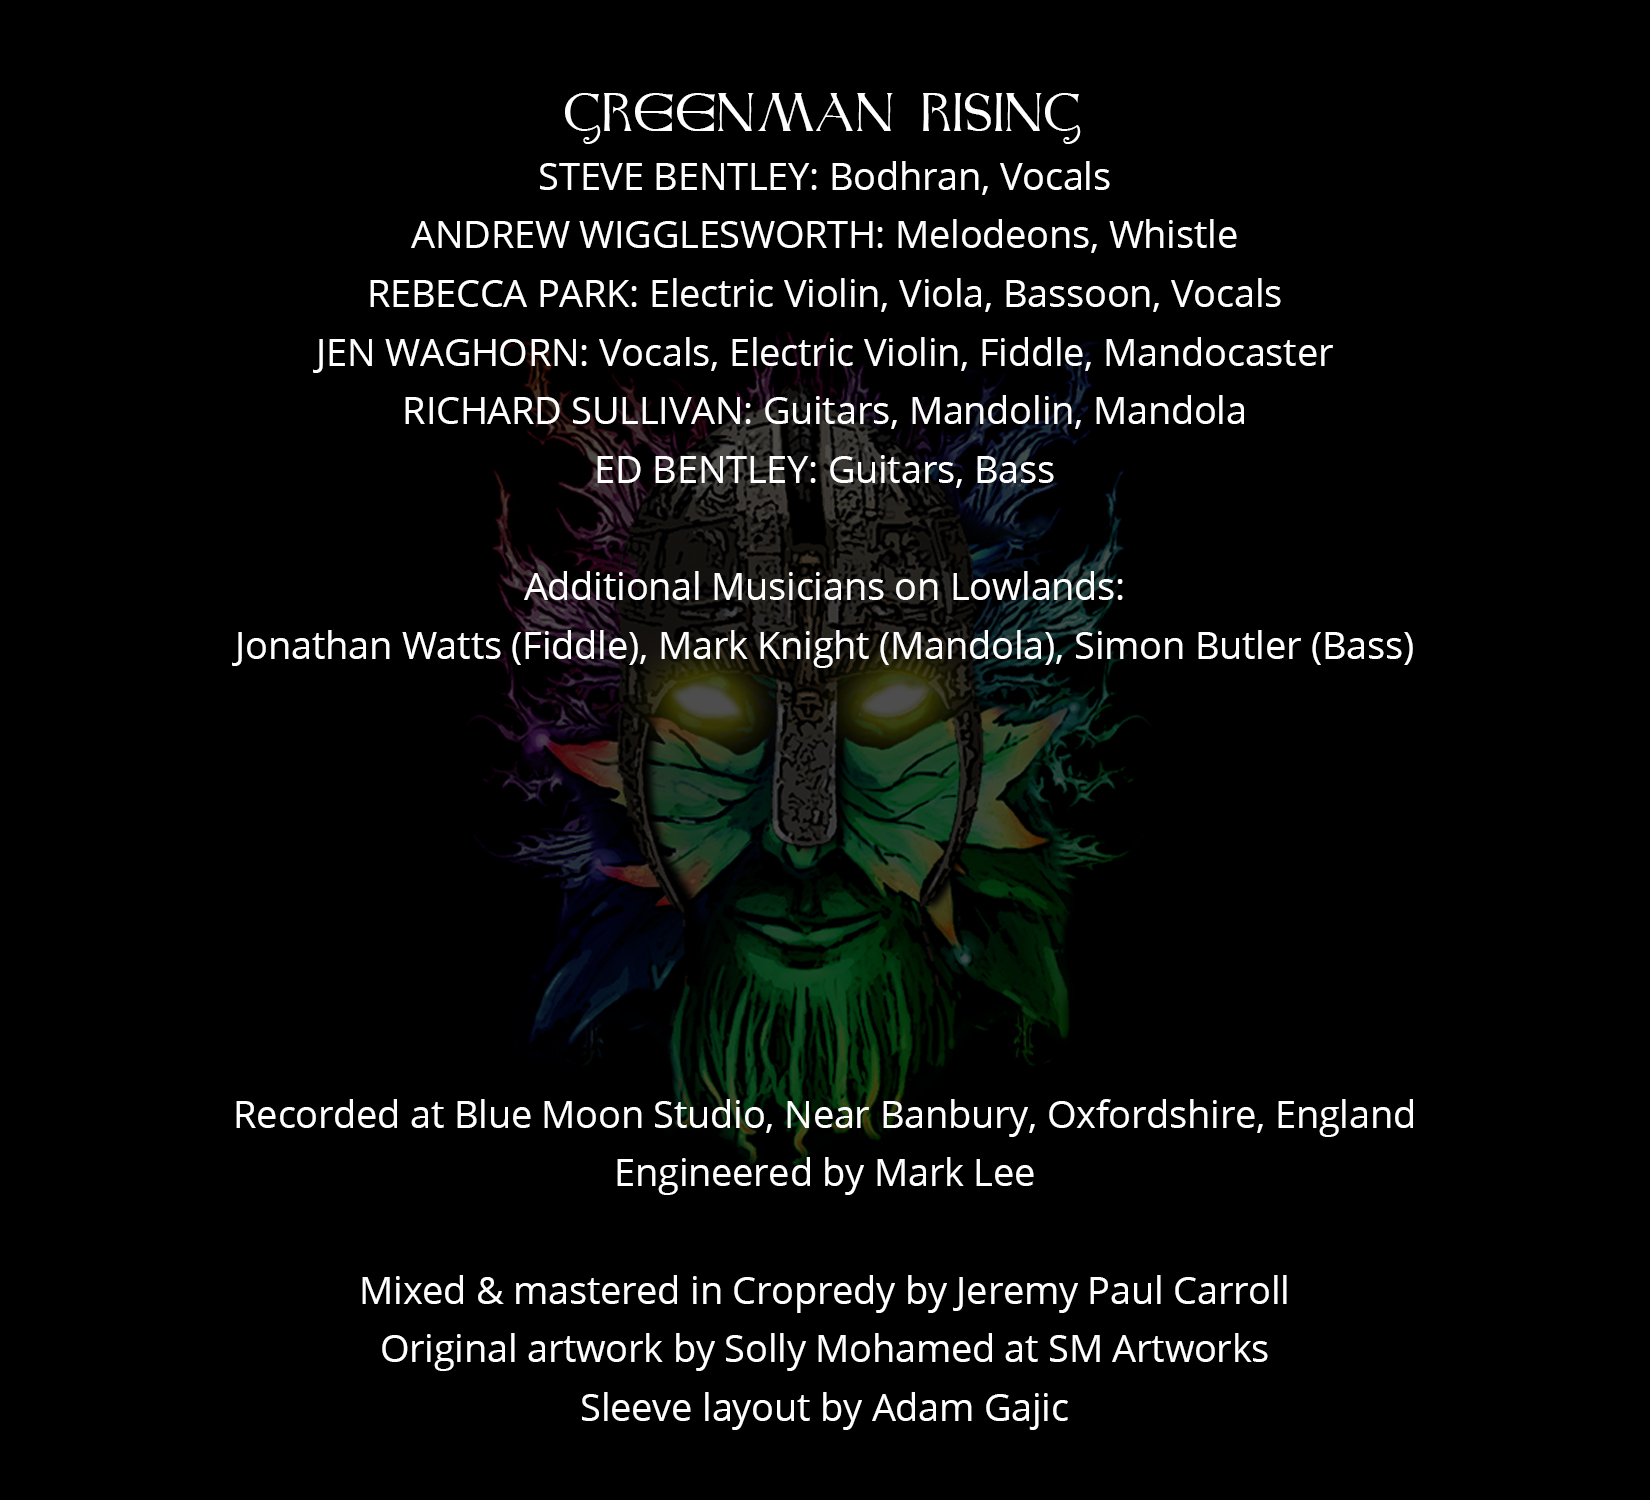 GREENMAN RISING
STEVE BENTLEY: Bodhran, Vocals
ANDREW WIGGLESWORTH: Melodeons, Whistle
REBECCA PARK: Electric Violin, Viola, Bassoon, Vocals
JEN WAGHORN: Vocals, Electric Violin, Fiddle, Mandocaster
RICHARD SULLIVAN: Guitars, Mandolin, Mandola
ED BENTLEY: Guitars, Bass
Additional Musicians on Lowlands:
Jonathan Watts (Fiddle), Mark Knight (Mandola), Simon Butler (Bass)
Recorded at Blue Moon Studio, Near Banbury, Oxfordshire, England
Engineered by Mark Lee
Mixed & mastered in Cropredy by Jeremy Paul Carroll
Original artwork by Solly Mohamed at SM Artworks
Sleeve layout by Adam Gajic